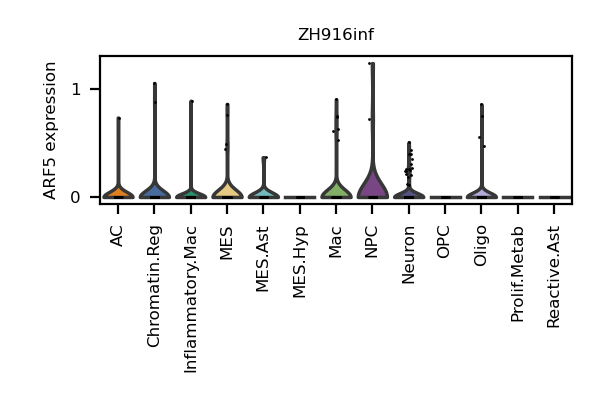 ZH916inf
ARF5 expression
1
0
AC
Chromatin.Reg
Inflammatory.Mac
MES
MES.Ast
MES.Hyp
Mac
NPC
Neuron
OPC
Oligo
Prolif.Metab
Reactive.Ast